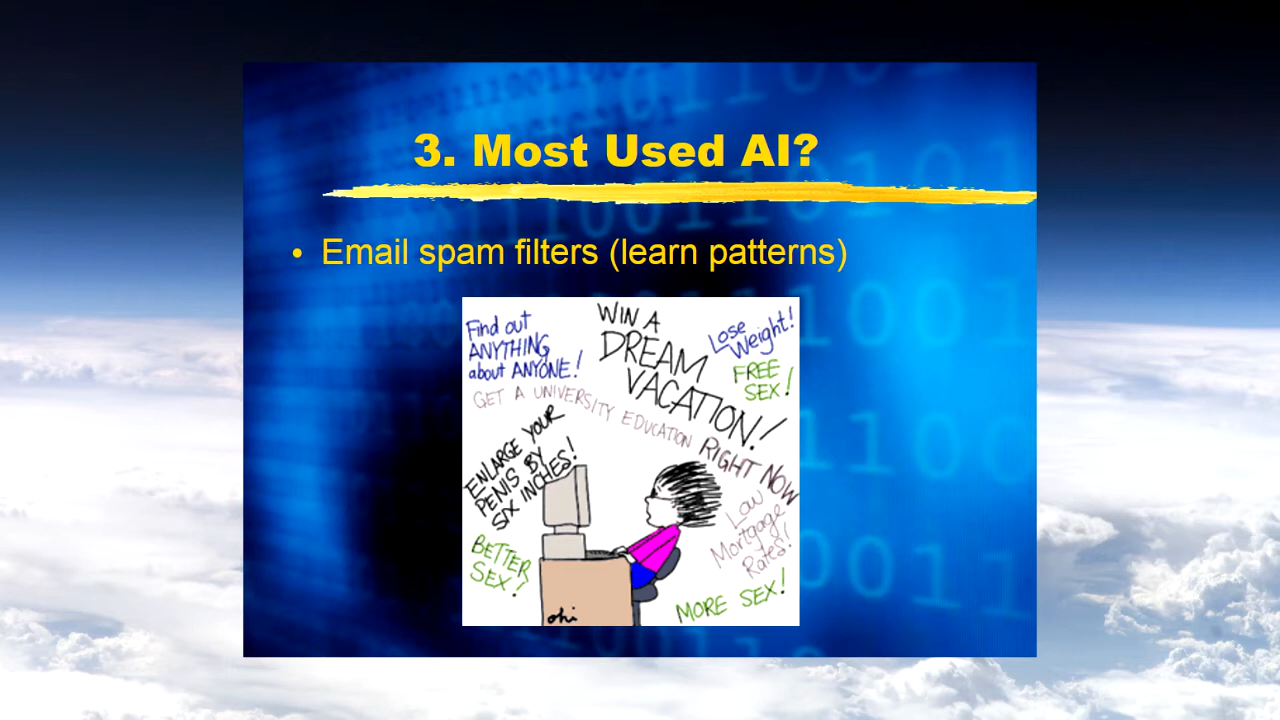 3. Most Used AI?
• Email spam filters (learn patterns)
Find out
ANYTHING
about ANYONE!
WIN A
DREAM
VACATION!
Lose
Weight!
FREE
SEX!
GET A UNIVERSITY EDUCATION RIGHT NOW
ENLARGE YOUR
PENIS BY
SIX INCHES!
Low
Mortgage
Rates!
BETTER
SEX!
MORE SEX!
ohi